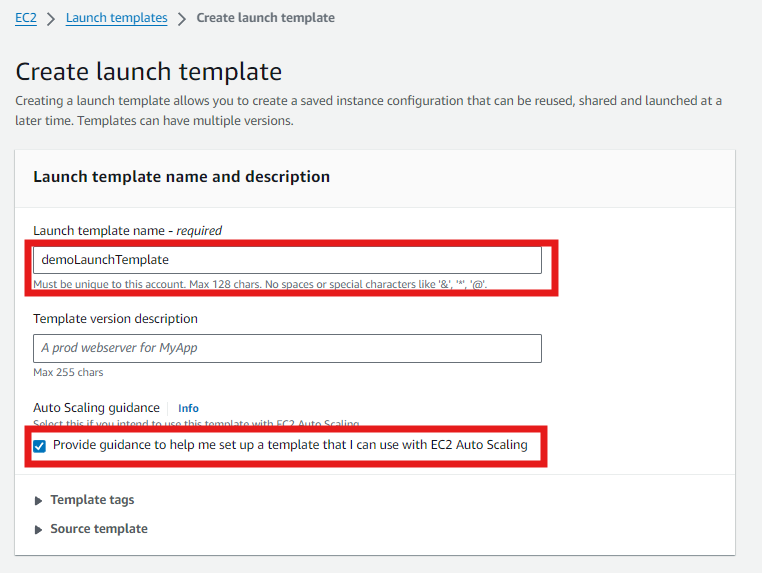 EC2 > Launch templates > Create launch template
Create launch template
Creating a launch template allows you to create a saved instance configuration that can be reused, shared and launched at a
later time. Templates can have multiple versions.
Launch template name and description
Launch template name - required
demoLaunchTemplate
Must be unique to this account. Max 128 chars. No spaces or special characters like '&', '*', '@'.
Template version description
A prod webserver for MyApp
Max 255 chars
Auto Scaling guidance Info
Select this if you intend to use this template with EC2 Auto Scaling
Provide guidance to help me set up a template that I can use with EC2 Auto Scaling
Template tags
Source template